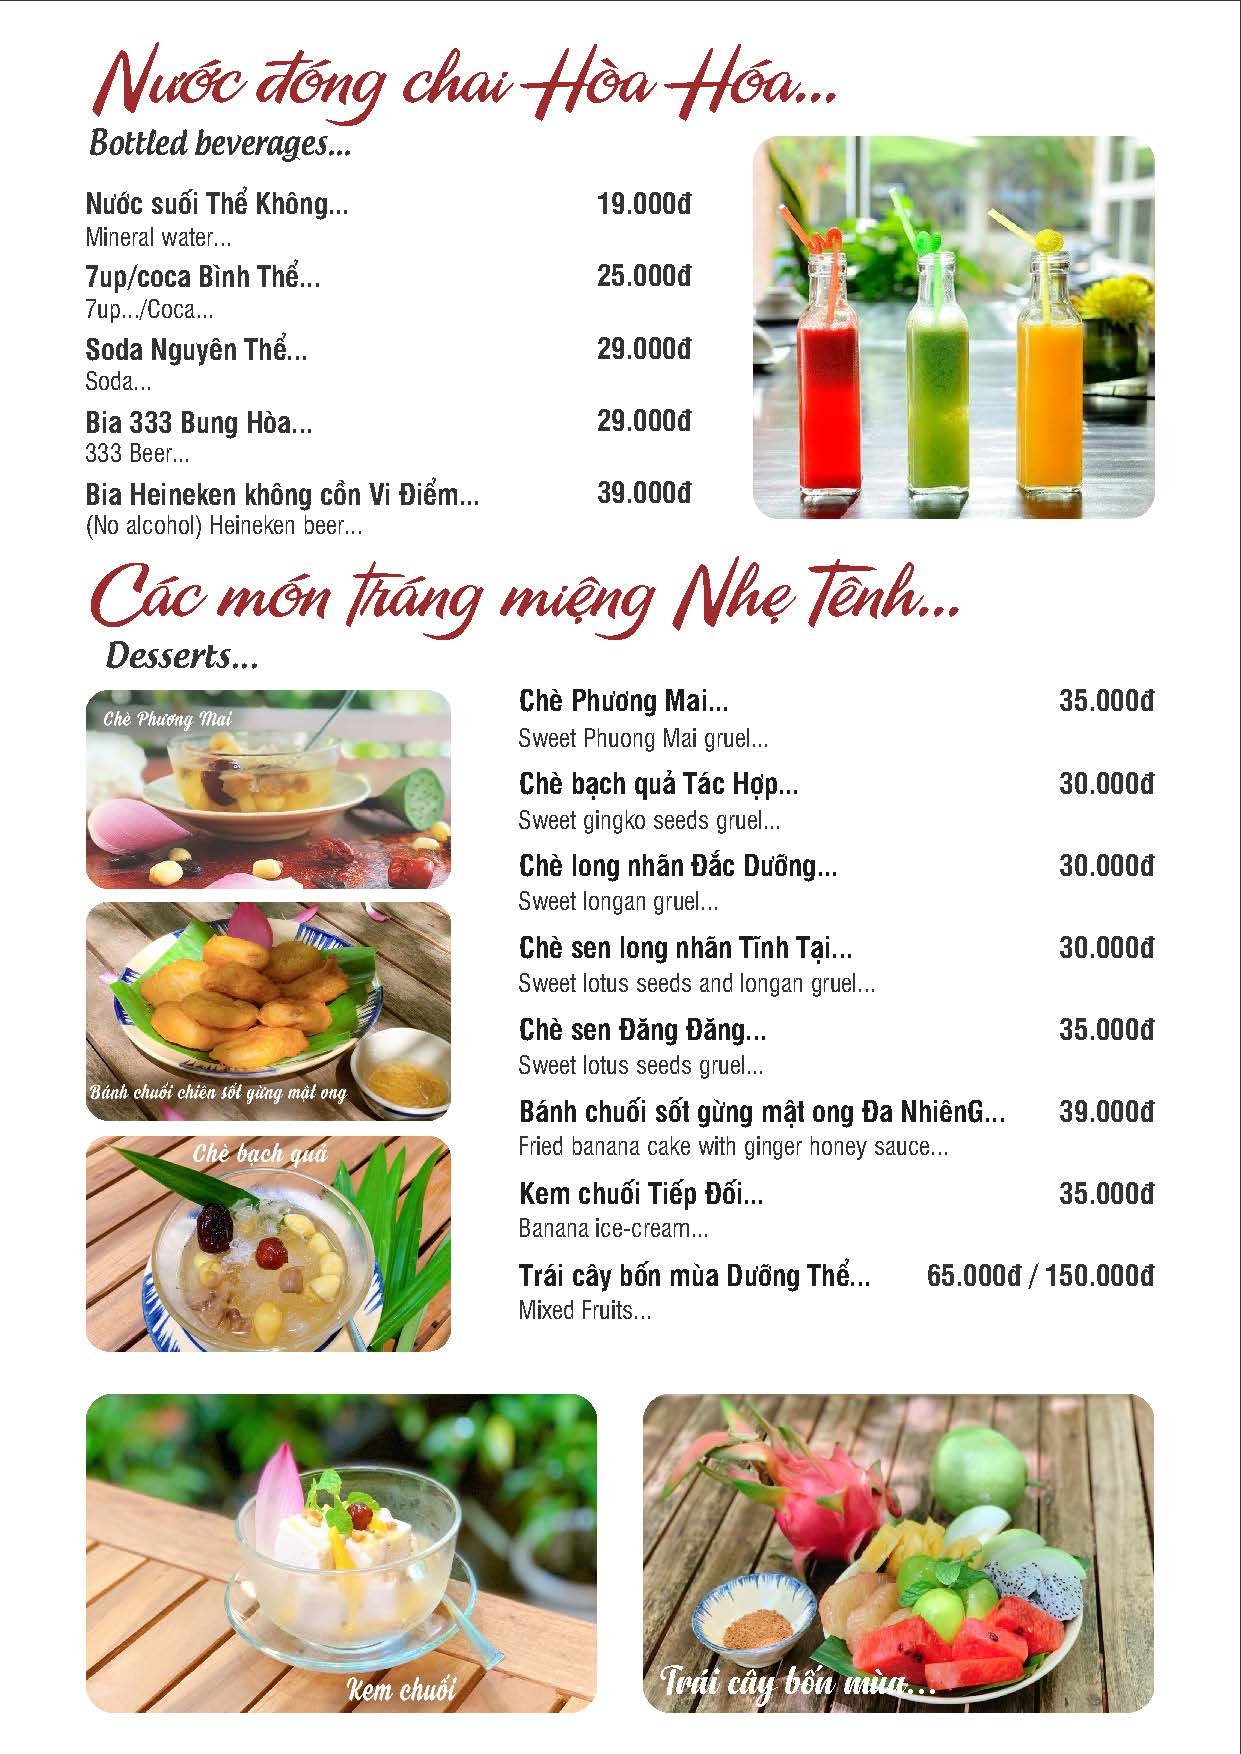 Nước đóng chai Hòa Hóa...
Bottled beverages...
Nước suối Thể Không... 19.000đ
Mineral water...
7up/coca Bình Thể... 25.000đ
7up.../Coca...
Soda Nguyên Thể... 29.000đ
Soda...
Bia 333 Bung Hòa... 29.000đ
333 Beer...
Bia Heineken không cồn Vi Điểm... 39.000đ
(No alcohol) Heineken beer...
Các món tráng miệng Nhẹ Tênh...
Desserts...
Chè Phương Mai
Bánh chuối chiên sốt gừng mật ong
Chè bạch quả
Chè Phương Mai... 35.000đ
Sweet Phuong Mai gruel...
Chè bạch quả Tác Hợp... 30.000đ
Sweet gingko seeds gruel...
Chè long nhãn Đắc Dưỡng... 30.000đ
Sweet longan gruel...
Chè sen long nhãn Tĩnh Tại... 30.000đ
Sweet lotus seeds and longan gruel...
Chè sen Đăng Đăng... 35.000đ
Sweet lotus seeds gruel...
Bánh chuối sốt gừng mật ong Đa NhiênG... 39.000đ
Fried banana cake with ginger honey sauce...
Kem chuối Tiếp Đối... 35.000đ
Banana ice-cream...
Trái cây bốn mùa Dưỡng Thể... 65.000đ / 150.000đ
Mixed Fruits...
Kem chuối
Trái cây bốn mùa...